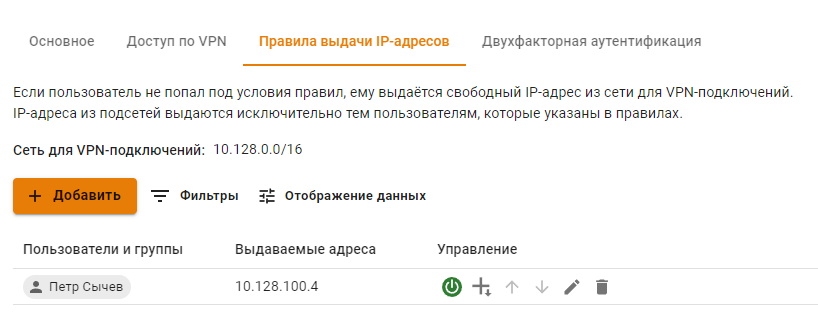 Основное Доступ по VPN Правила выдачи IP-адресов Двухфакторная аутентификация
Если пользователь не попал под условия правил, ему выдаётся свободный IP-адрес из сети для VPN-подключений.
IP-адреса из подсетей выдаются исключительно тем пользователям, которые указаны в правилах.
Сеть для VPN-подключений: 10.128.0.0/16
+ Добавить Фильтры Отображение данных
Пользователи и группы Выдаваемые адреса Управление
Петр Сычев 10.128.100.4